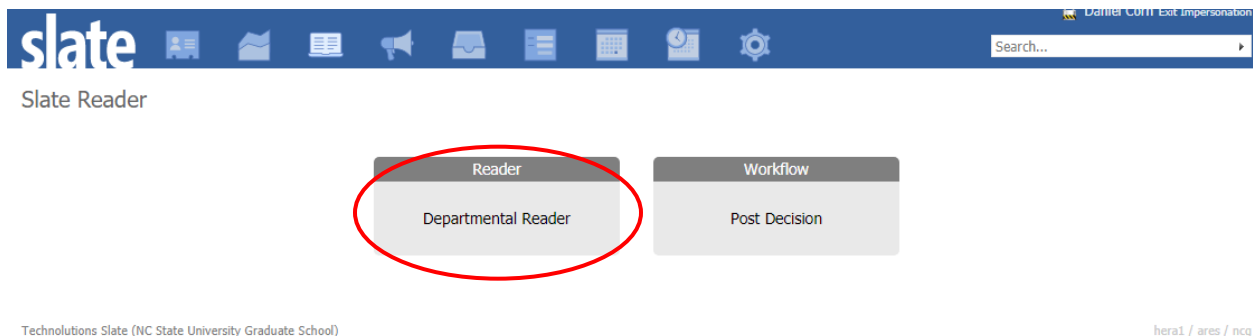 Daniel Corn Exit Impersonation
slate
Search...
Slate Reader
Reader
Workflow
Departmental Reader
Post Decision
Technolutions Slate (NC State University Graduate School)
hera1 / ares / ncg